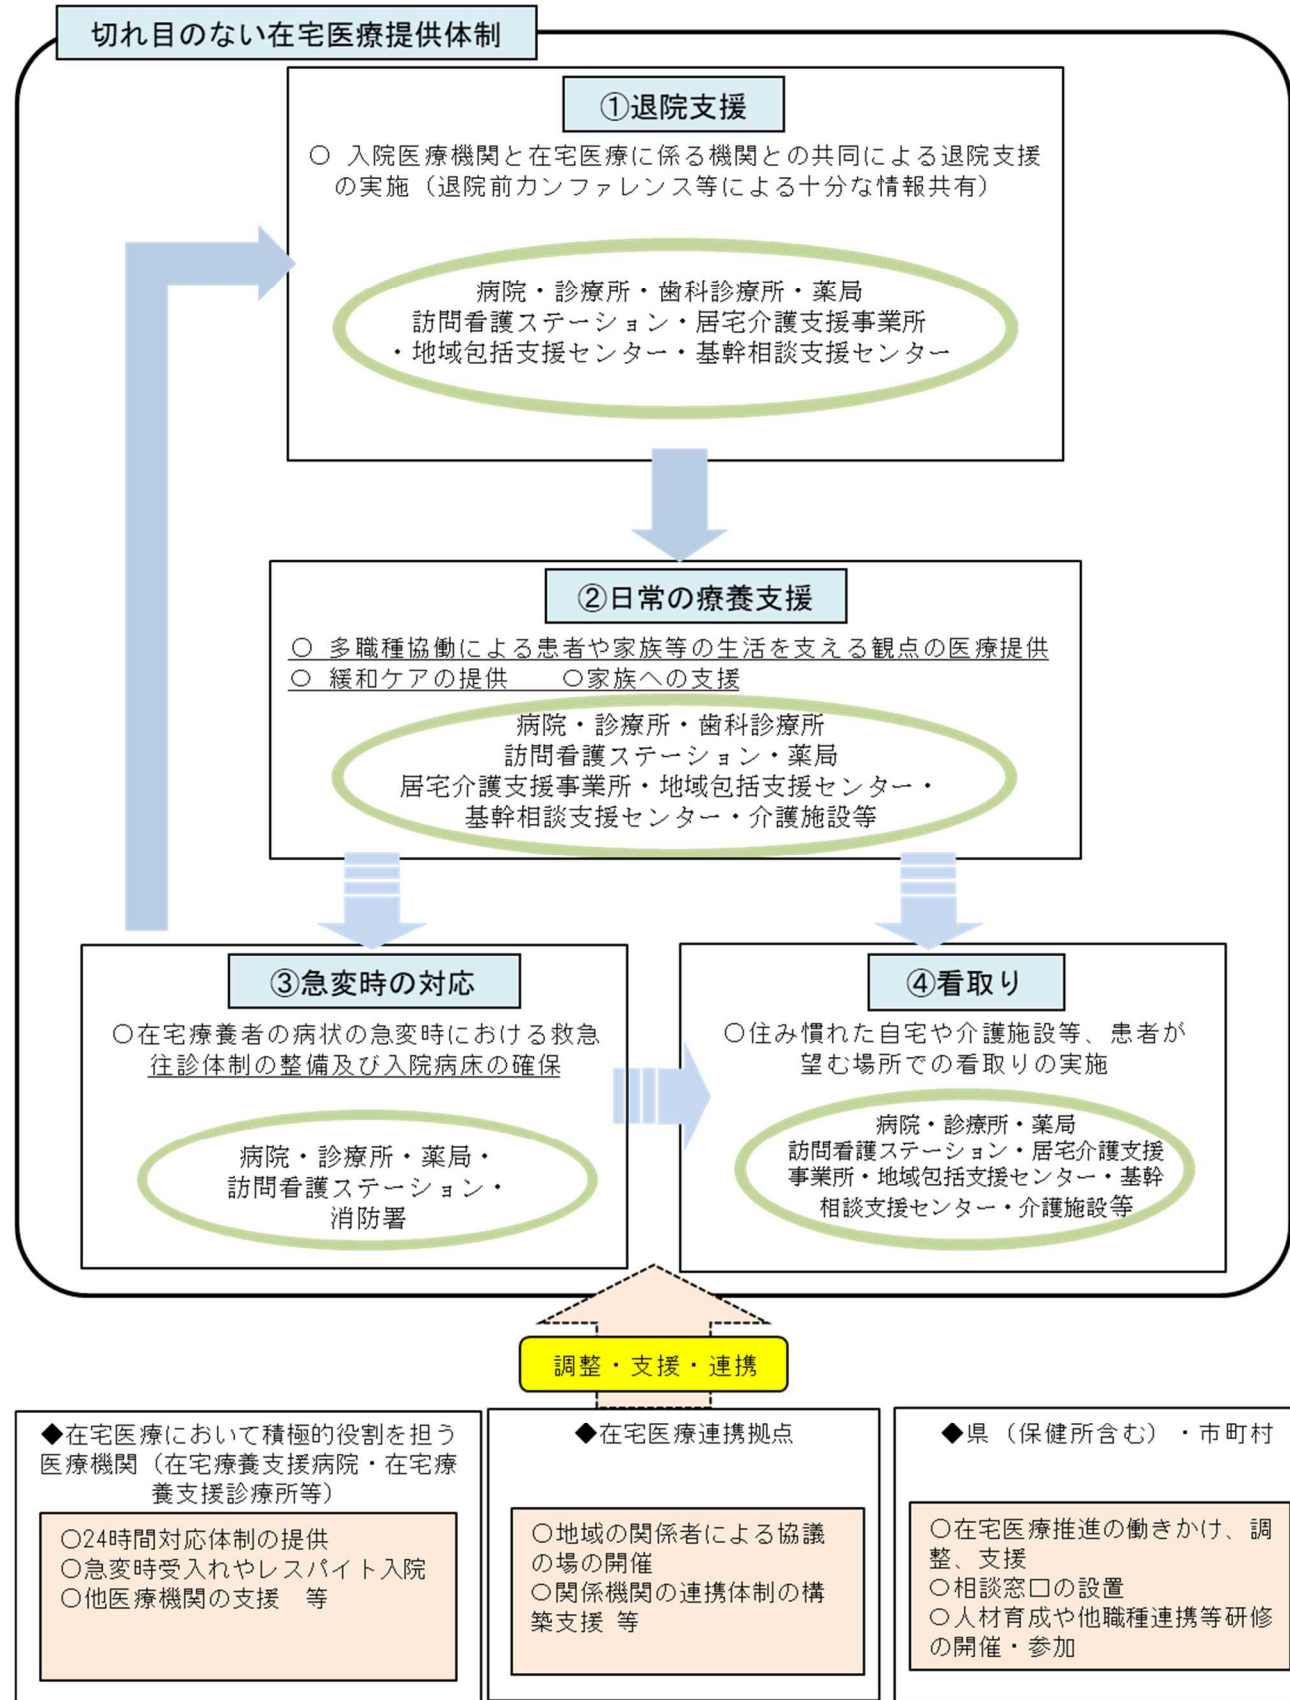 切れ目のない在宅医療提供体制
①退院支援
○ 入院医療機関と在宅医療に係る機関との共同による退院支援
の実施（退院前カンファレンス等による十分な情報共有）
病院・診療所・歯科診療所・薬局
訪問看護ステーション・居宅介護支援事業所
・地域包括支援センター・基幹相談支援センター
②日常の療養支援
○ 多職種協働による患者や家族等の生活を支える観点の医療提供
○ 緩和ケアの提供　　○家族への支援
病院・診療所・歯科診療所
訪問看護ステーション・薬局
居宅介護支援事業所・地域包括支援センター・
基幹相談支援センター・介護施設等
③急変時の対応
○在宅療養者の病状の急変時における救急
往診体制の整備及び入院病床の確保
病院・診療所・薬局・
訪問看護ステーション・
消防署
④看取り
○住み慣れた自宅や介護施設等、患者が
望む場所での看取りの実施
病院・診療所・薬局
訪問看護ステーション・居宅介護支援
事業所・地域包括支援センター・基幹
相談支援センター・介護施設等
調整・支援・連携
◆在宅医療において積極的役割を担う
医療機関（在宅療養支援病院・在宅療
養支援診療所等）
○24時間対応体制の提供
○急変時受入れやレスパイト入院
○他医療機関の支援　等
◆在宅医療連携拠点
○地域の関係者による協議
の場の開催
○関係機関の連携体制の構
築支援 等
◆県（保健所含む）・市町村
○在宅医療推進の働きかけ、調
整、支援
○相談窓口の設置
○人材育成や他職種連携等研修
の開催・参加